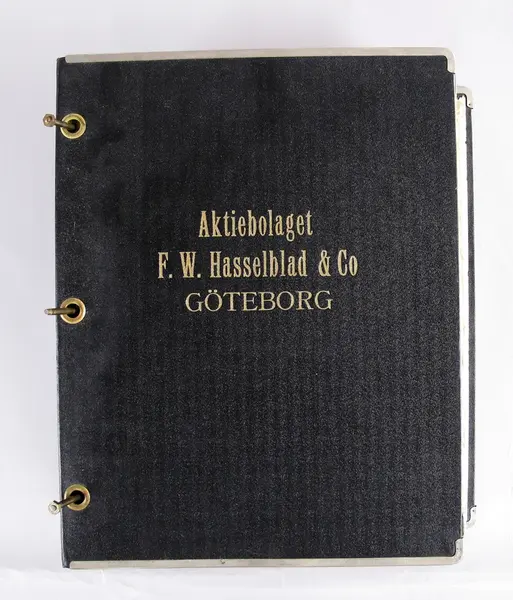 Aktiebolaget
F. W. Hasselblad & Co
GÖTEBORG